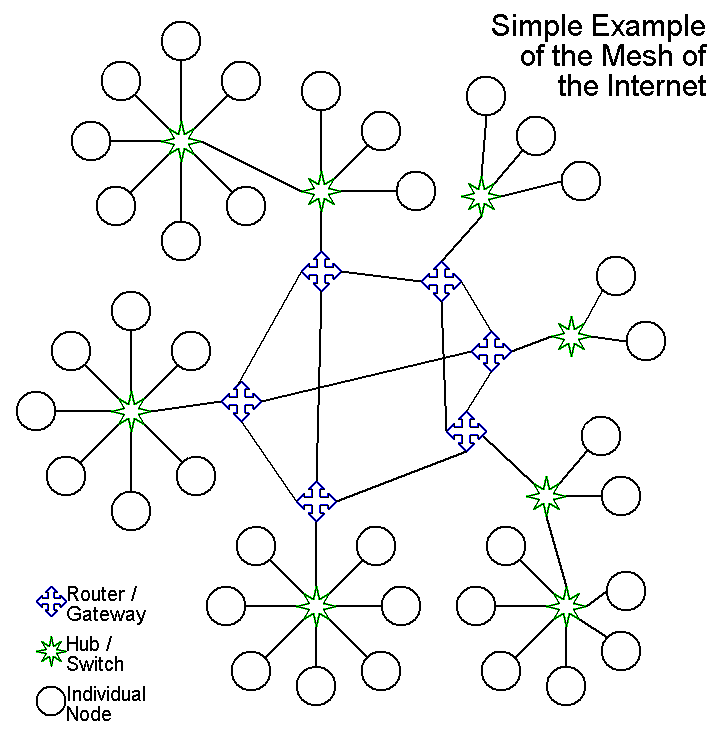 Simple Example
of the Mesh of
the Internet
Router /
Gateway
Hub /
Switch
Individual
Node